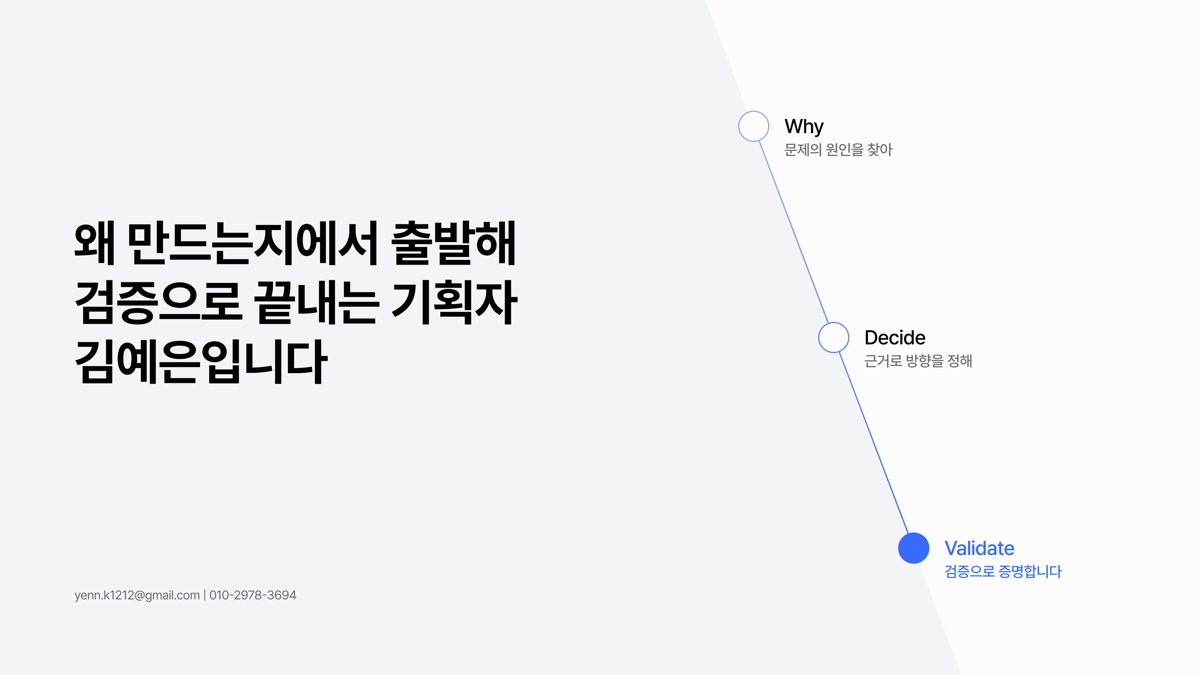 왜 만드는지에서 출발해
검증으로 끝내는 기획자
김예은입니다
yenn.k1212@gmail.com | 010-2978-3694
Why
문제의 원인을 찾아
Decide
근거로 방향을 정해
Validate
검증으로 증명합니다